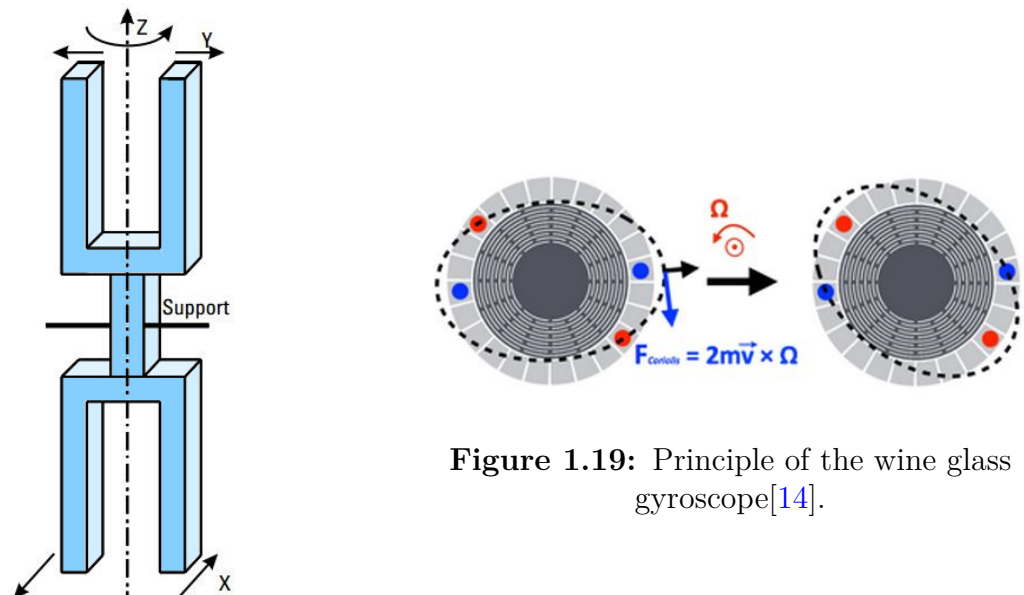 Z
Y
Support
X
Ω
F_Coriolis = 2mv⃗ × Ω
Figure 1.19: Principle of the wine glass
gyroscope[14].